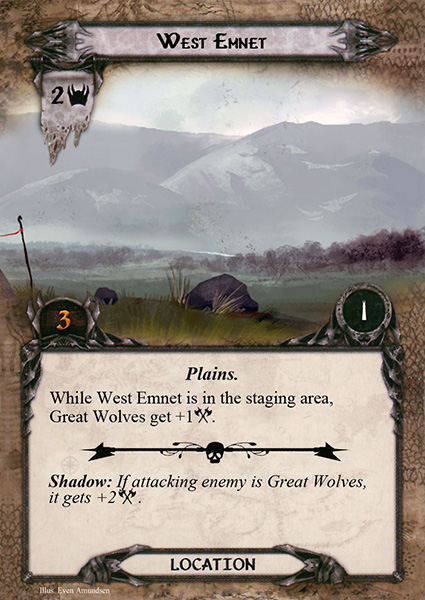 West Emnet
2
3
Plains.
While West Emnet is in the staging area,
Great Wolves get +1.
Shadow: If attacking enemy is Great Wolves,
it gets +2.
LOCATION
Illus. Even Amundsen